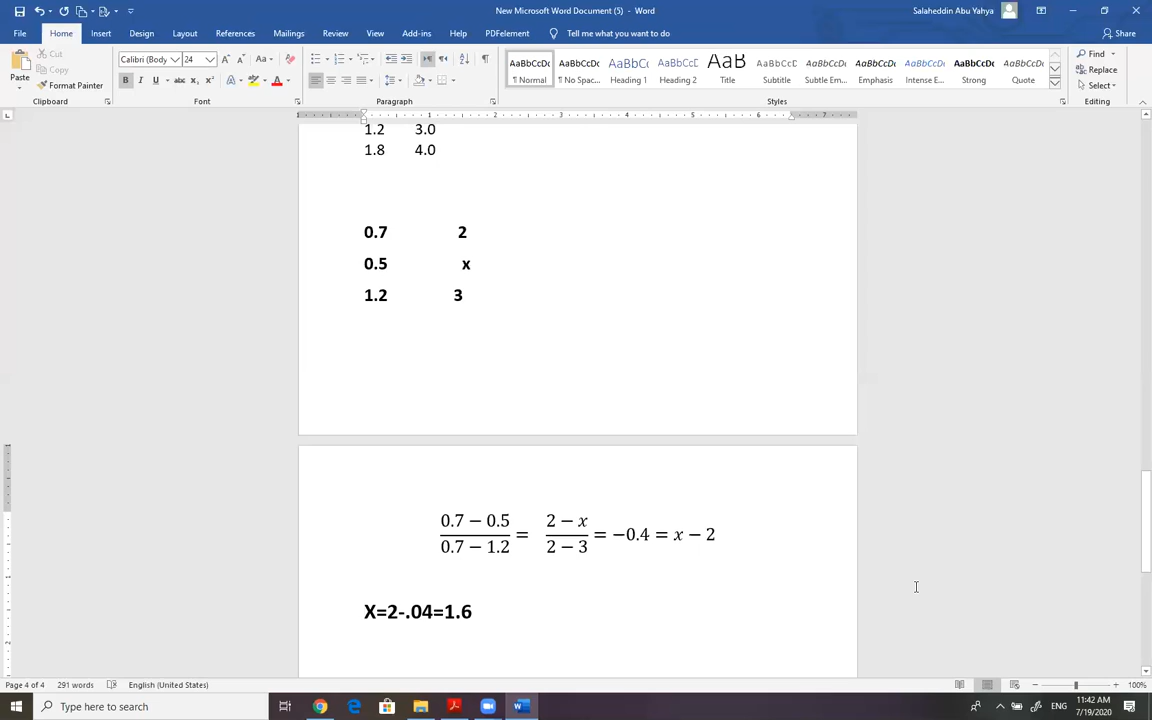 New Microsoft Word Document (5) - Word
Salaheddin Abu Yahya
File Home Insert Design Layout References Mailings Review View Add-ins Help PDFelement Tell me what you want to do Share
Cut
Copy
Paste
Format Painter
Calibri (Body 24
AaBbCcDc AaBbCcDc AaBbCc AaBbCcC AaB AaBbCcD AaBbCcDc AaBbCcDc AaBbCcDc AaBbCcDc AaBbCcDc
¶ Normal ¶ No Spac... Heading 1 Heading 2 Title Subtitle Subtle Em... Emphasis Intense E... Strong Quote
Find
Replace
Select
Clipboard Font Paragraph Styles Editing
1.2 3.0
1.8 4.0
0.7 2
0.5 x
1.2 3
0.7 − 0.5 / 0.7 − 1.2 = 2 − x / 2 − 3 = −0.4 = x − 2
X=2-.04=1.6
Page 4 of 4 291 words English (United States) 100%
Type here to search
ENG
11:42 AM
7/19/2020